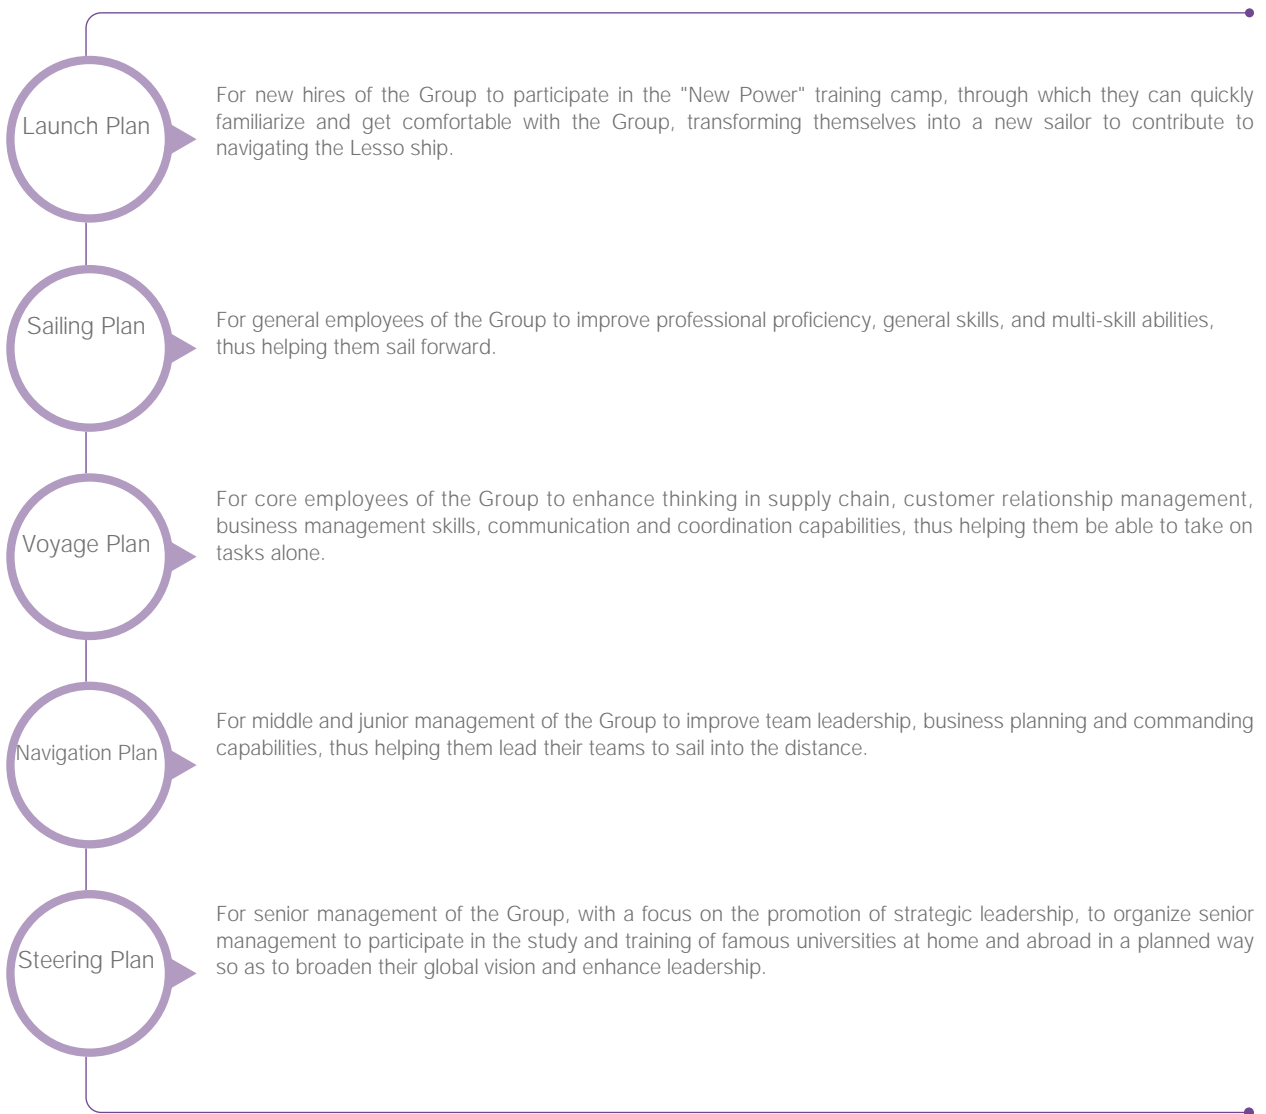 Launch Plan
For new hires of the Group to participate in the "New Power" training camp, through which they can quickly
familiarize and get comfortable with the Group, transforming themselves into a new sailor to contribute to
navigating the Lesso ship.
Sailing Plan
For general employees of the Group to improve professional proficiency, general skills, and multi-skill abilities,
thus helping them sail forward.
Voyage Plan
For core employees of the Group to enhance thinking in supply chain, customer relationship management,
business management skills, communication and coordination capabilities, thus helping them be able to take on
tasks alone.
Navigation Plan
For middle and junior management of the Group to improve team leadership, business planning and commanding
capabilities, thus helping them lead their teams to sail into the distance.
Steering Plan
For senior management of the Group, with a focus on the promotion of strategic leadership, to organize senior
management to participate in the study and training of famous universities at home and abroad in a planned way
so as to broaden their global vision and enhance leadership.